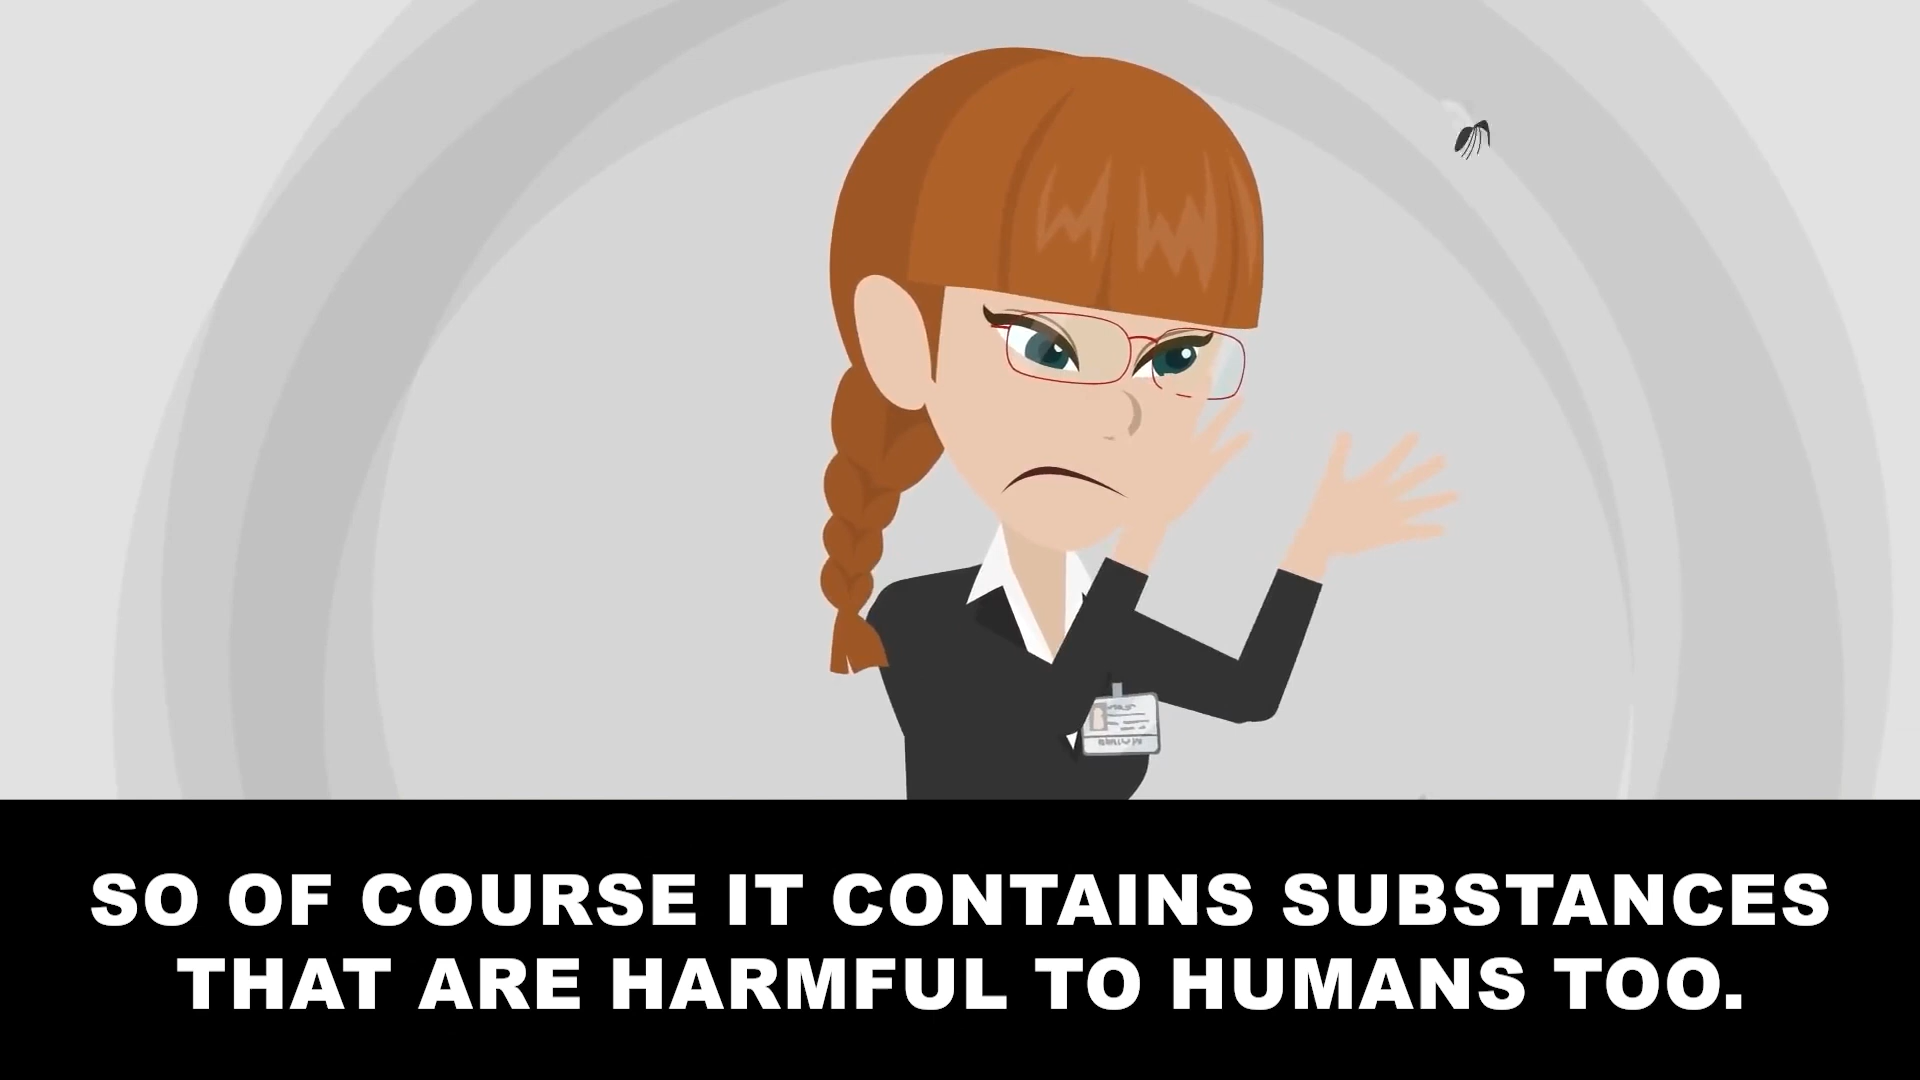 SO OF COURSE IT CONTAINS SUBSTANCES
THAT ARE HARMFUL TO HUMANS TOO.